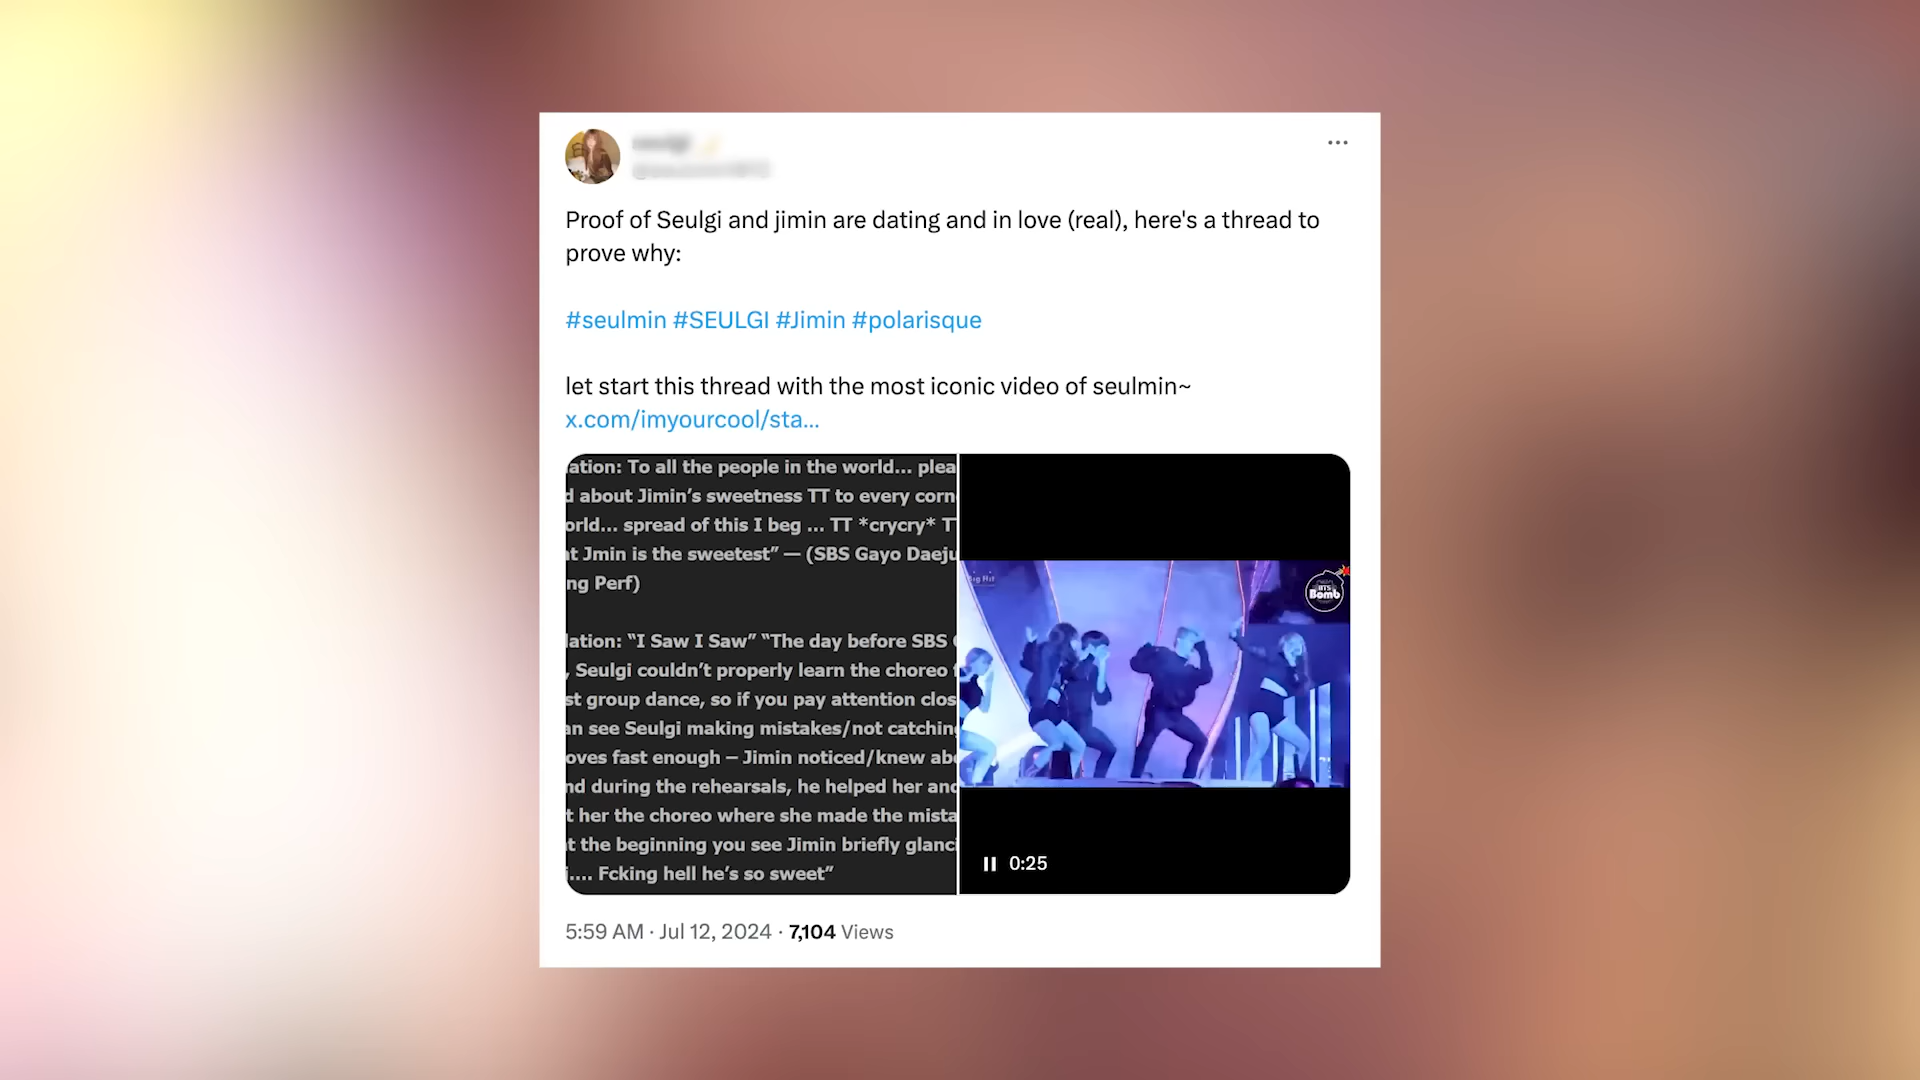 Proof of Seulgi and jimin are dating and in love (real), here's a thread to
prove why:
#seulmin #SEULGI #Jimin #polarisque
let start this thread with the most iconic video of seulmin~
x.com/imyourcool/sta...
ation: To all the people in the world... plea
d about Jimin's sweetness TT to every corn
orld... spread of this I beg ... TT *crycry* T
t Jmin is the sweetest" — (SBS Gayo Daeju
ng Perf)
lation: "I Saw I Saw" "The day before SBS
, Seulgi couldn't properly learn the choreo
st group dance, so if you pay attention clos
an see Seulgi making mistakes/not catching
oves fast enough – Jimin noticed/knew ab
nd during the rehearsals, he helped her and
t her the choreo where she made the mista
t the beginning you see Jimin briefly glanci
.... Fcking hell he's so sweet"
Big Hit
BTS
Bomb
0:25
5:59 AM · Jul 12, 2024 · 7,104 Views